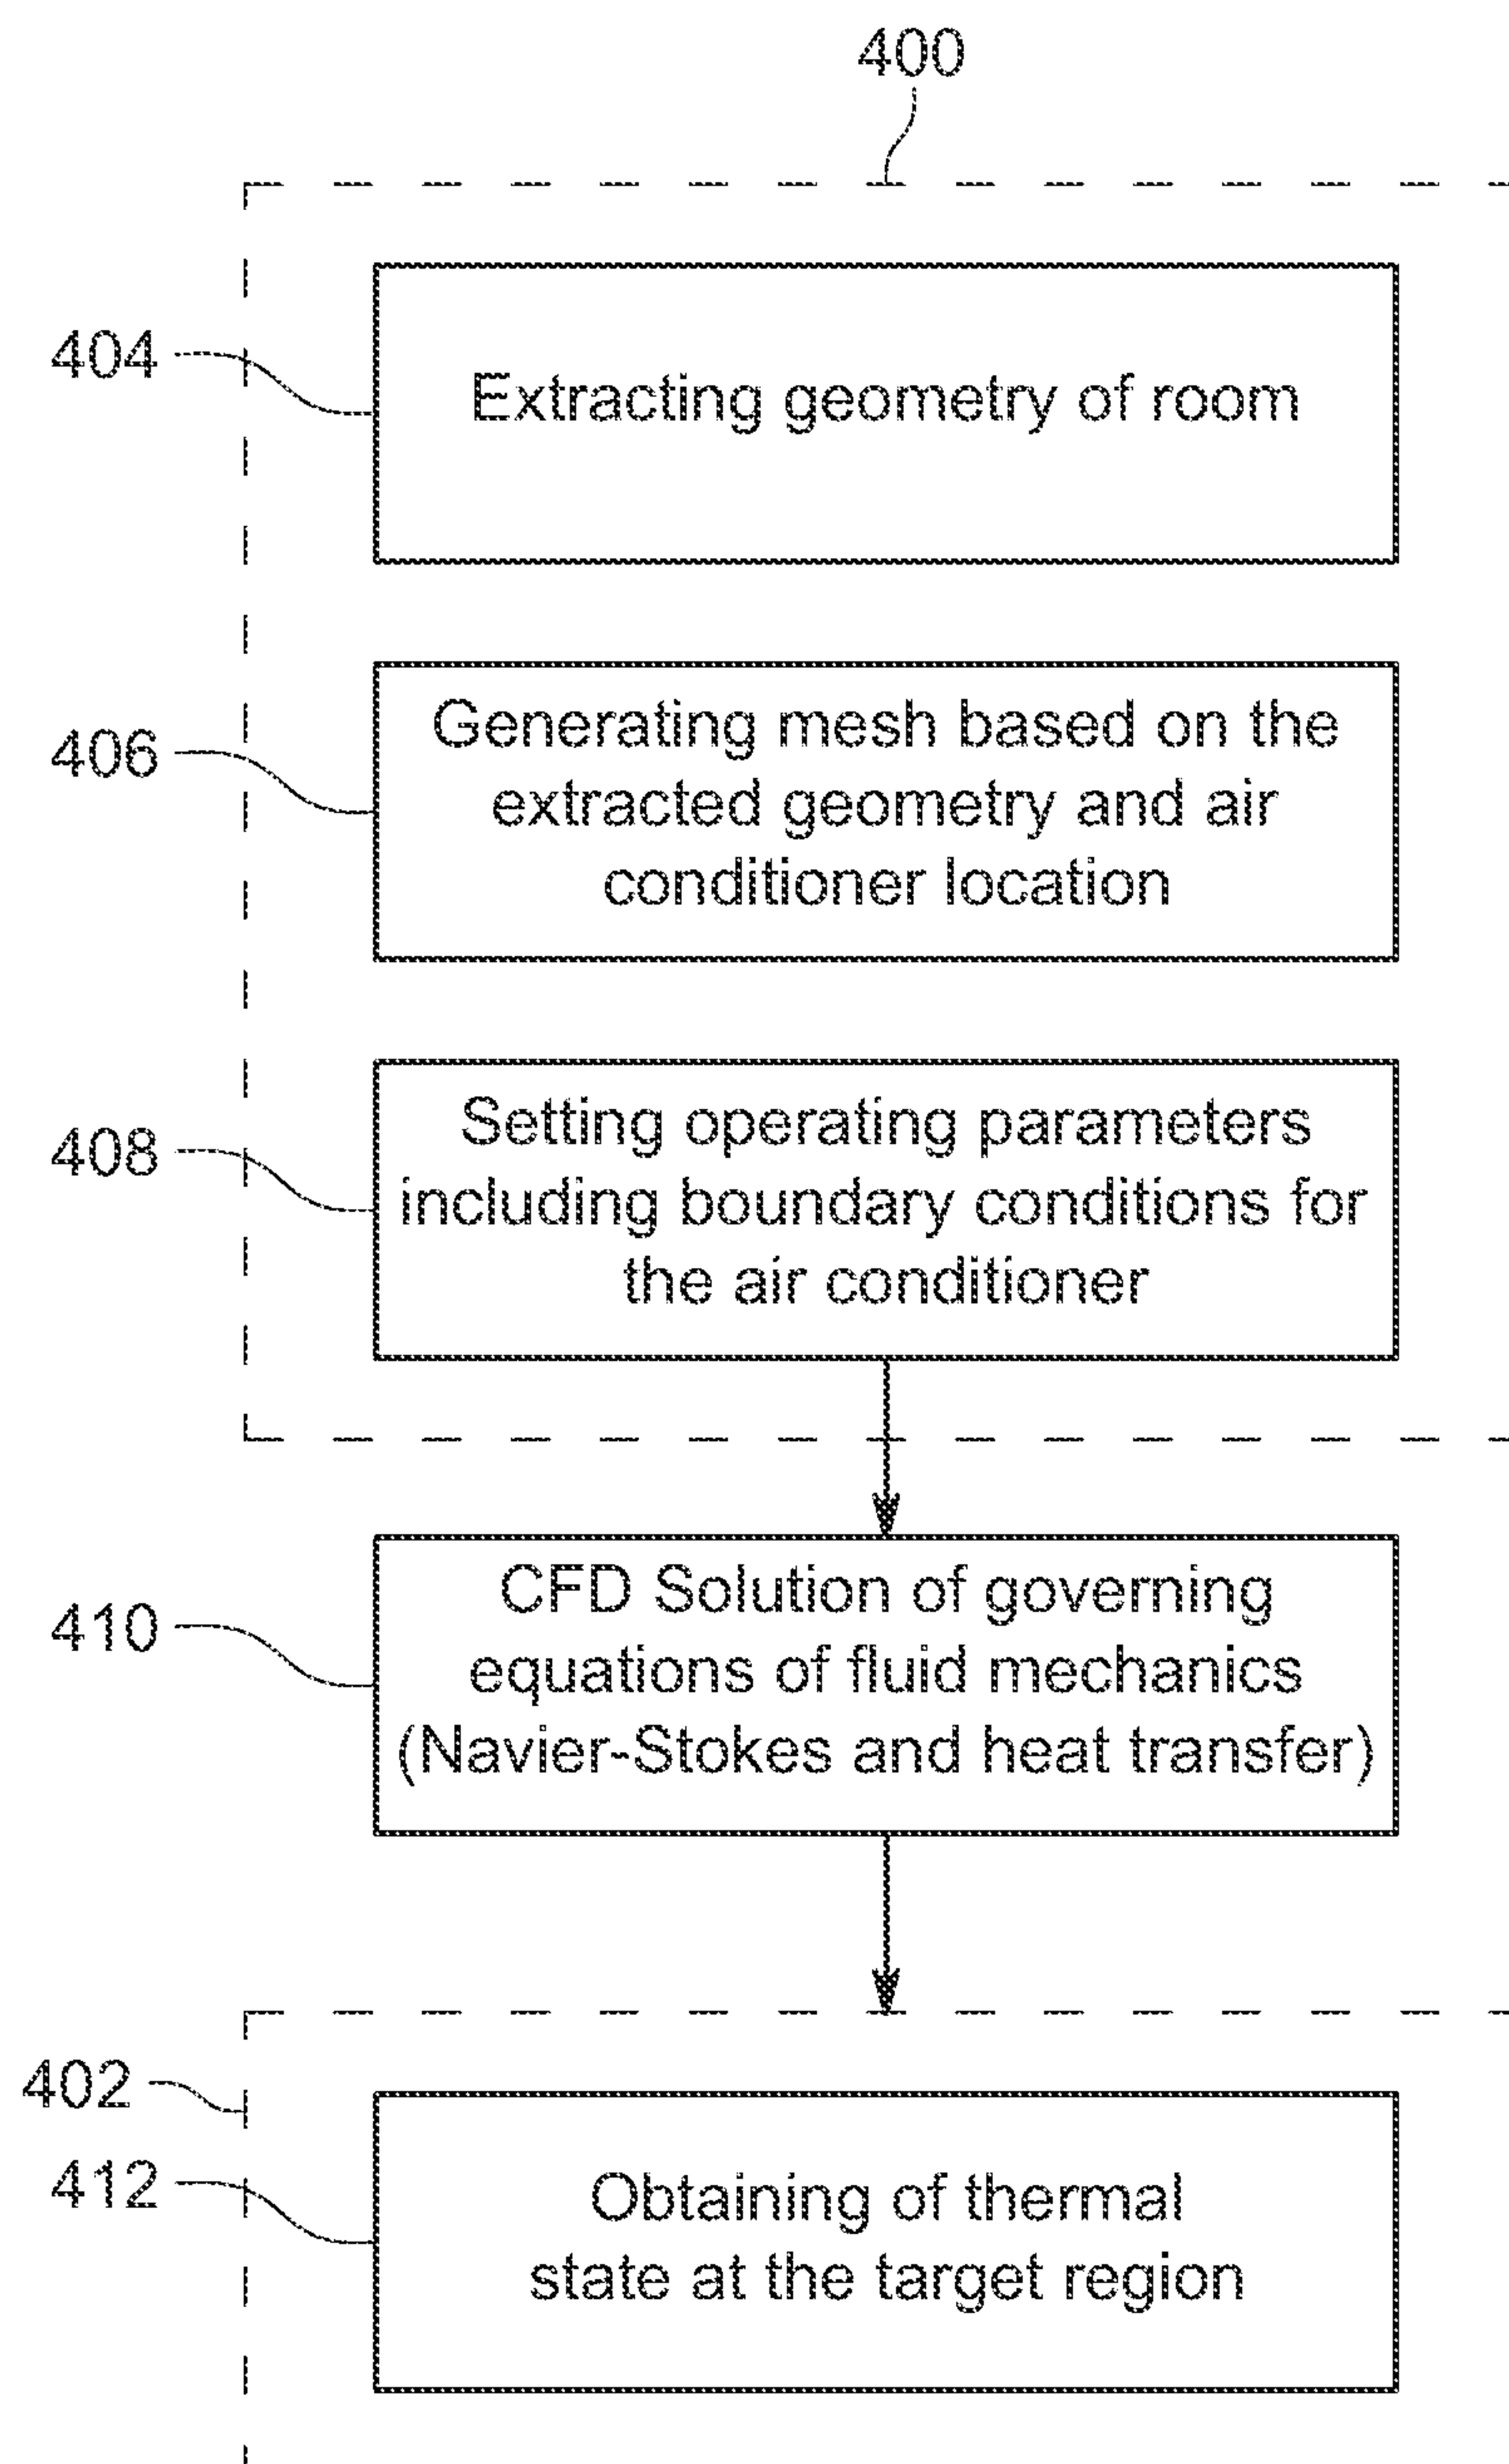 400
404
Extracting geometry of room
406
Generating mesh based on the
extracted geometry and air
conditioner location
408
Setting operating parameters
including boundary conditions for
the air conditioner
410
CFD Solution of governing
equations of fluid mechanics
(Navier-Stokes and heat transfer)
402
412
Obtaining of thermal
state at the target region